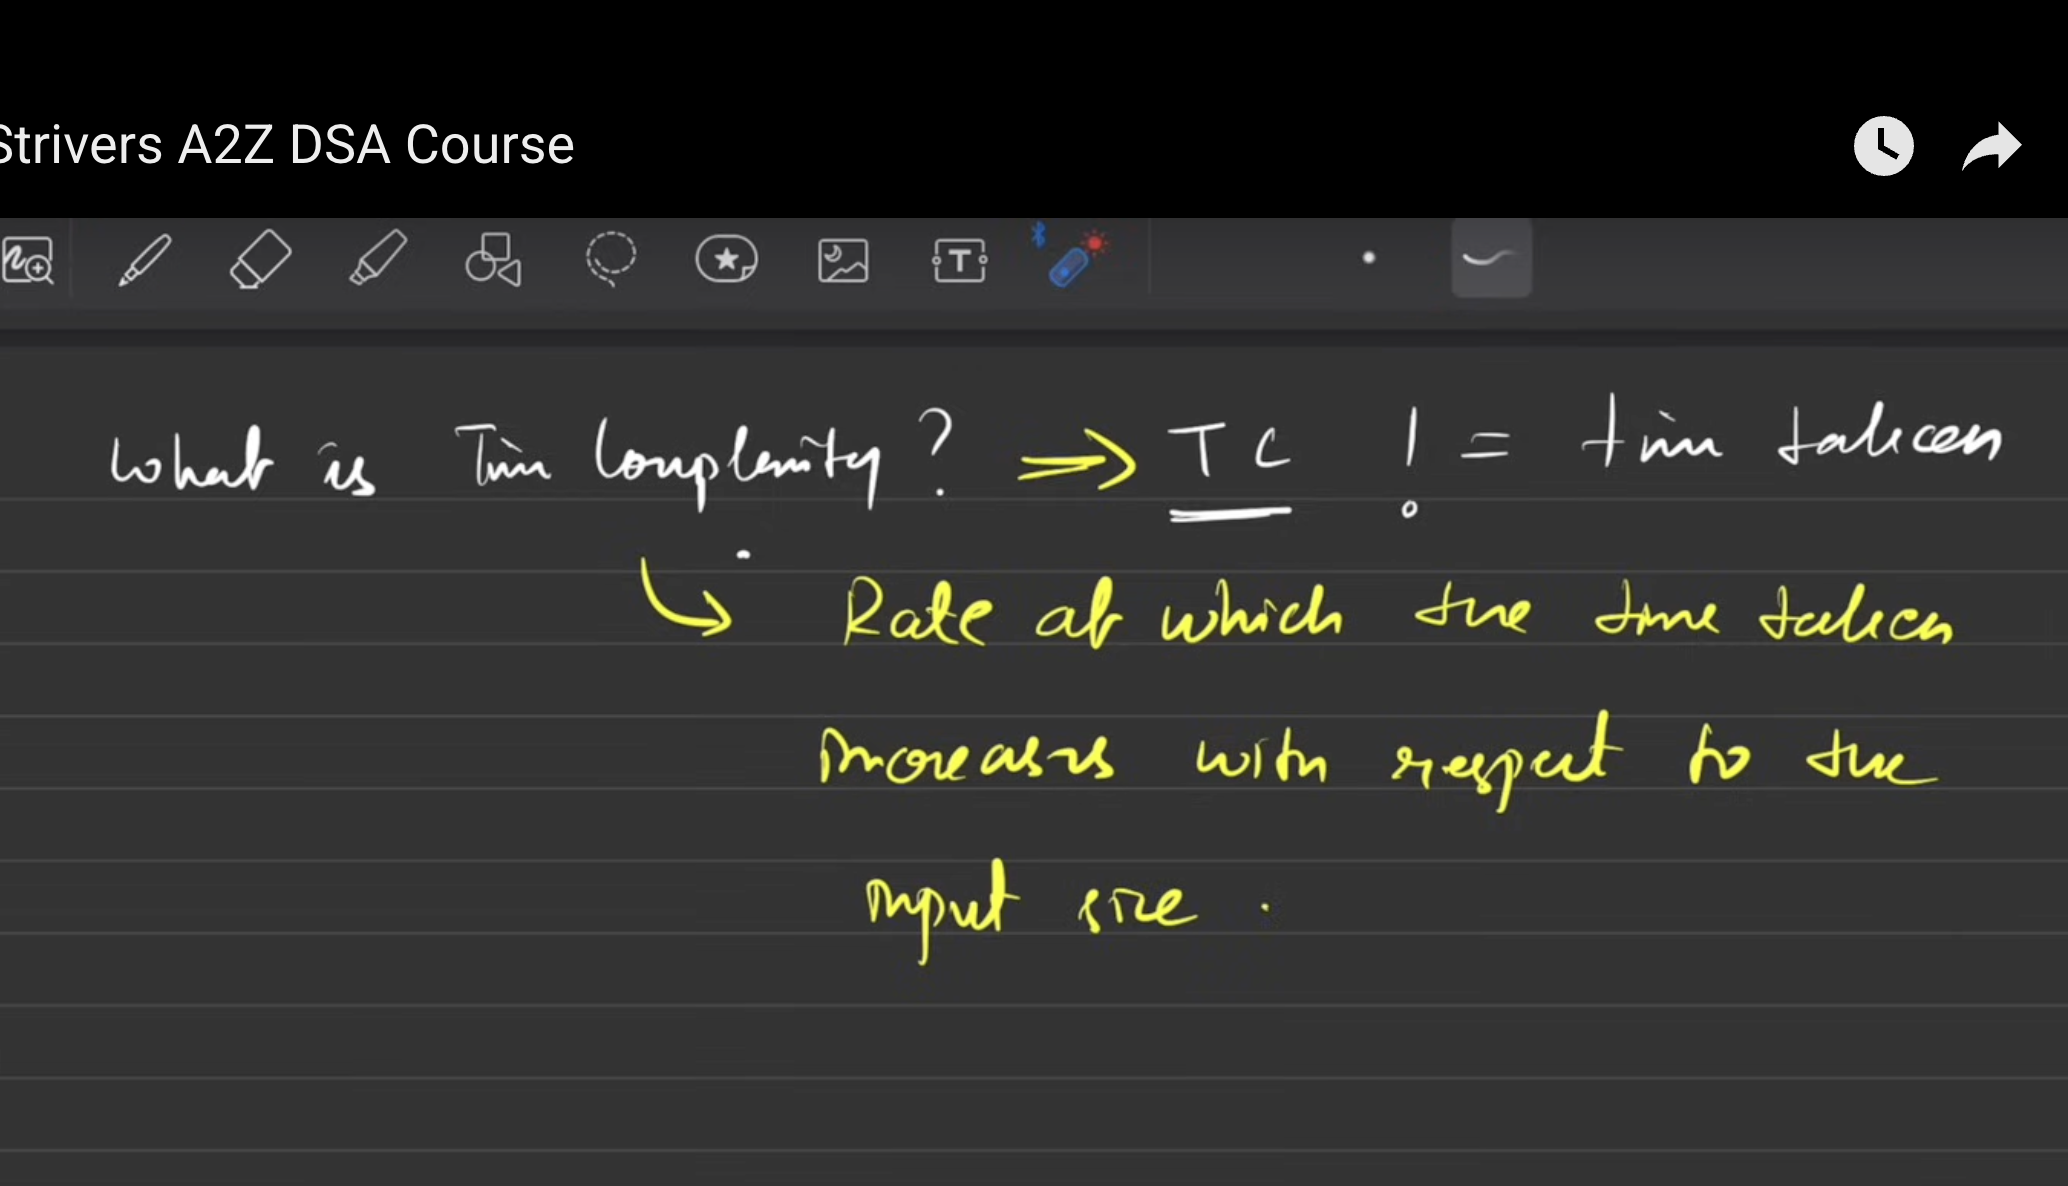 Strivers A2Z DSA Course
What is Time Complexity? ⇒ TC != time taken
↳ Rate at which the time taken
increases with respect to the
input size.